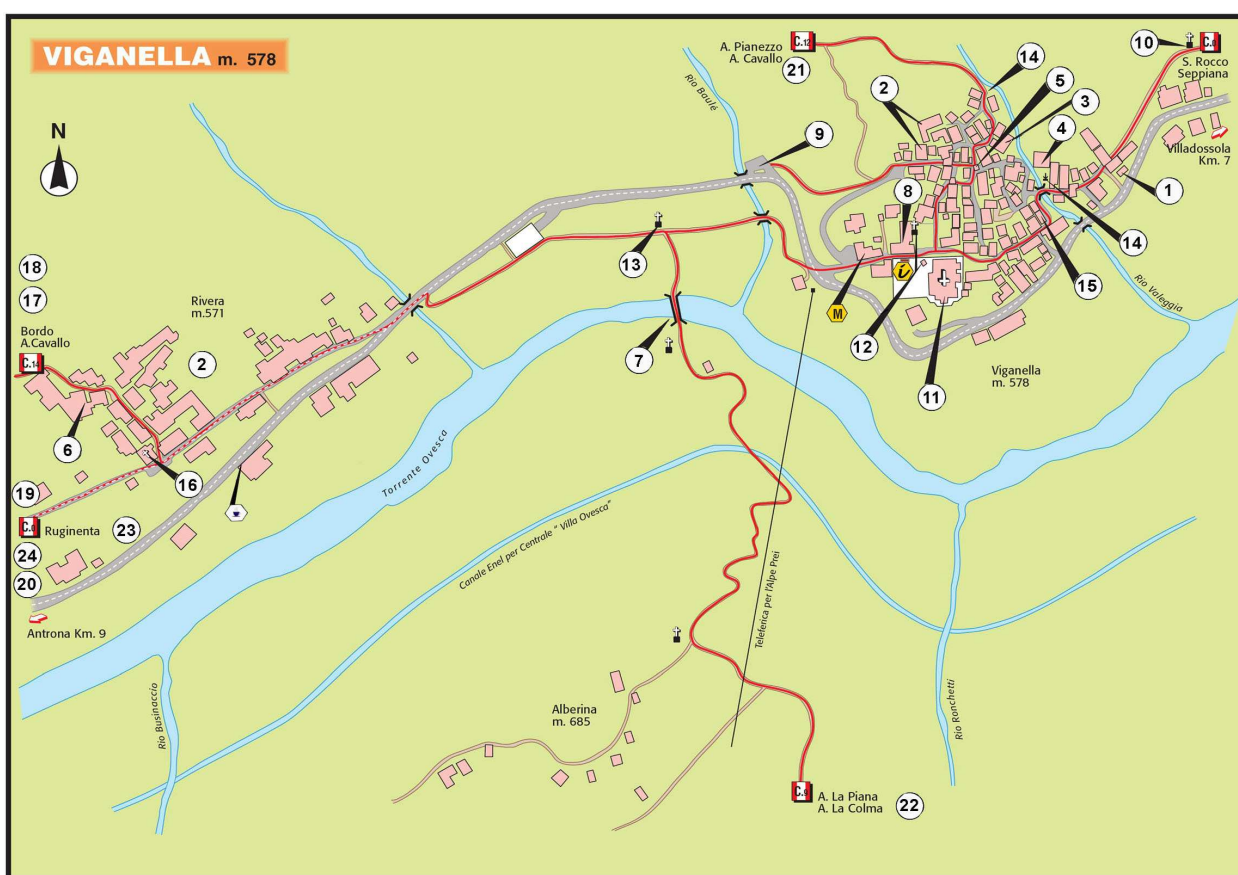 VIGANELLA m. 578
N
A. Pianezzo
A. Cavallo
C.12
21
14
10
C.0
S. Rocco
Seppiana
Rio Baulé
2
5
3
4
9
8
1
Villadossola
Km. 7
13
14
15
Rio Valeggia
i
M
12
11
7
Viganella
m. 578
18
17
Bordo
A.Cavallo
C.14
Rivera
m.571
2
6
16
19
C.0
Ruginenta
23
24
20
Antrona Km. 9
Torrente Ovesca
Canale Enel per Centrale " Villa Ovesca"
Teleferica per l'Alpe Prei
Rio Businaccio
Rio Ronchetti
Alberina
m. 685
C.9
A. La Piana
A. La Colma
22